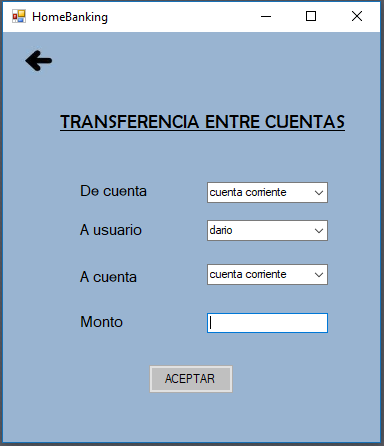 HomeBanking
TRANSFERENCIA ENTRE CUENTAS
De cuenta cuenta corriente
A usuario dario
A cuenta cuenta corriente
Monto
ACEPTAR